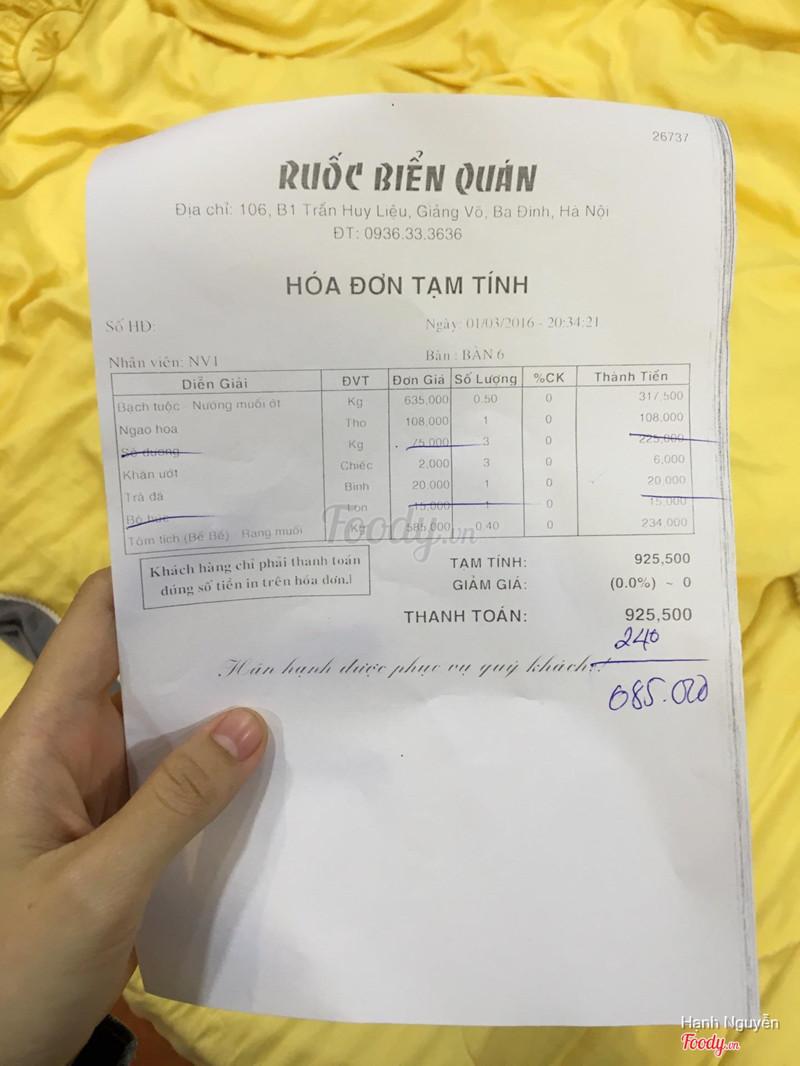 26737
RUỐC BIỂN QUÁN
Địa chỉ: 106, B1 Trần Huy Liệu, Giảng Võ, Ba Đình, Hà Nội
ĐT: 0936.33.3636
HÓA ĐƠN TẠM TÍNH
Số HĐ:
Ngày: 01/03/2016 - 20:34:21
Nhân viên: NV1
Bàn : BÀN 6
Diễn Giải ĐVT Đơn Giá Số Lượng %CK Thành Tiền
Bạch tuộc - Nướng muối ớt Kg 635,000 0.50 0 317,500
Ngao hoa Tho 108,000 1 0 108,000
Sò dương Kg 75,000 3 0 225,000
Khăn ướt Chiếc 2,000 3 0 6,000
Trà đá Bình 20,000 1 0 20,000
Bò húc Lon 15,000 1 0 15,000
Tôm tích (Bề Bề) Rang muối Kg 585,000 0.40 0 234,000
Khách hàng chỉ phải thanh toán
đúng số tiền in trên hóa đơn.!
TẠM TÍNH: 925,500
GIẢM GIÁ: (0.0%) ~ 0
THANH TOÁN: 925,500
240
Hân hạnh được phục vụ quý khách!
685.000
Foody.vn
Hạnh Nguyễn
Foody.vn